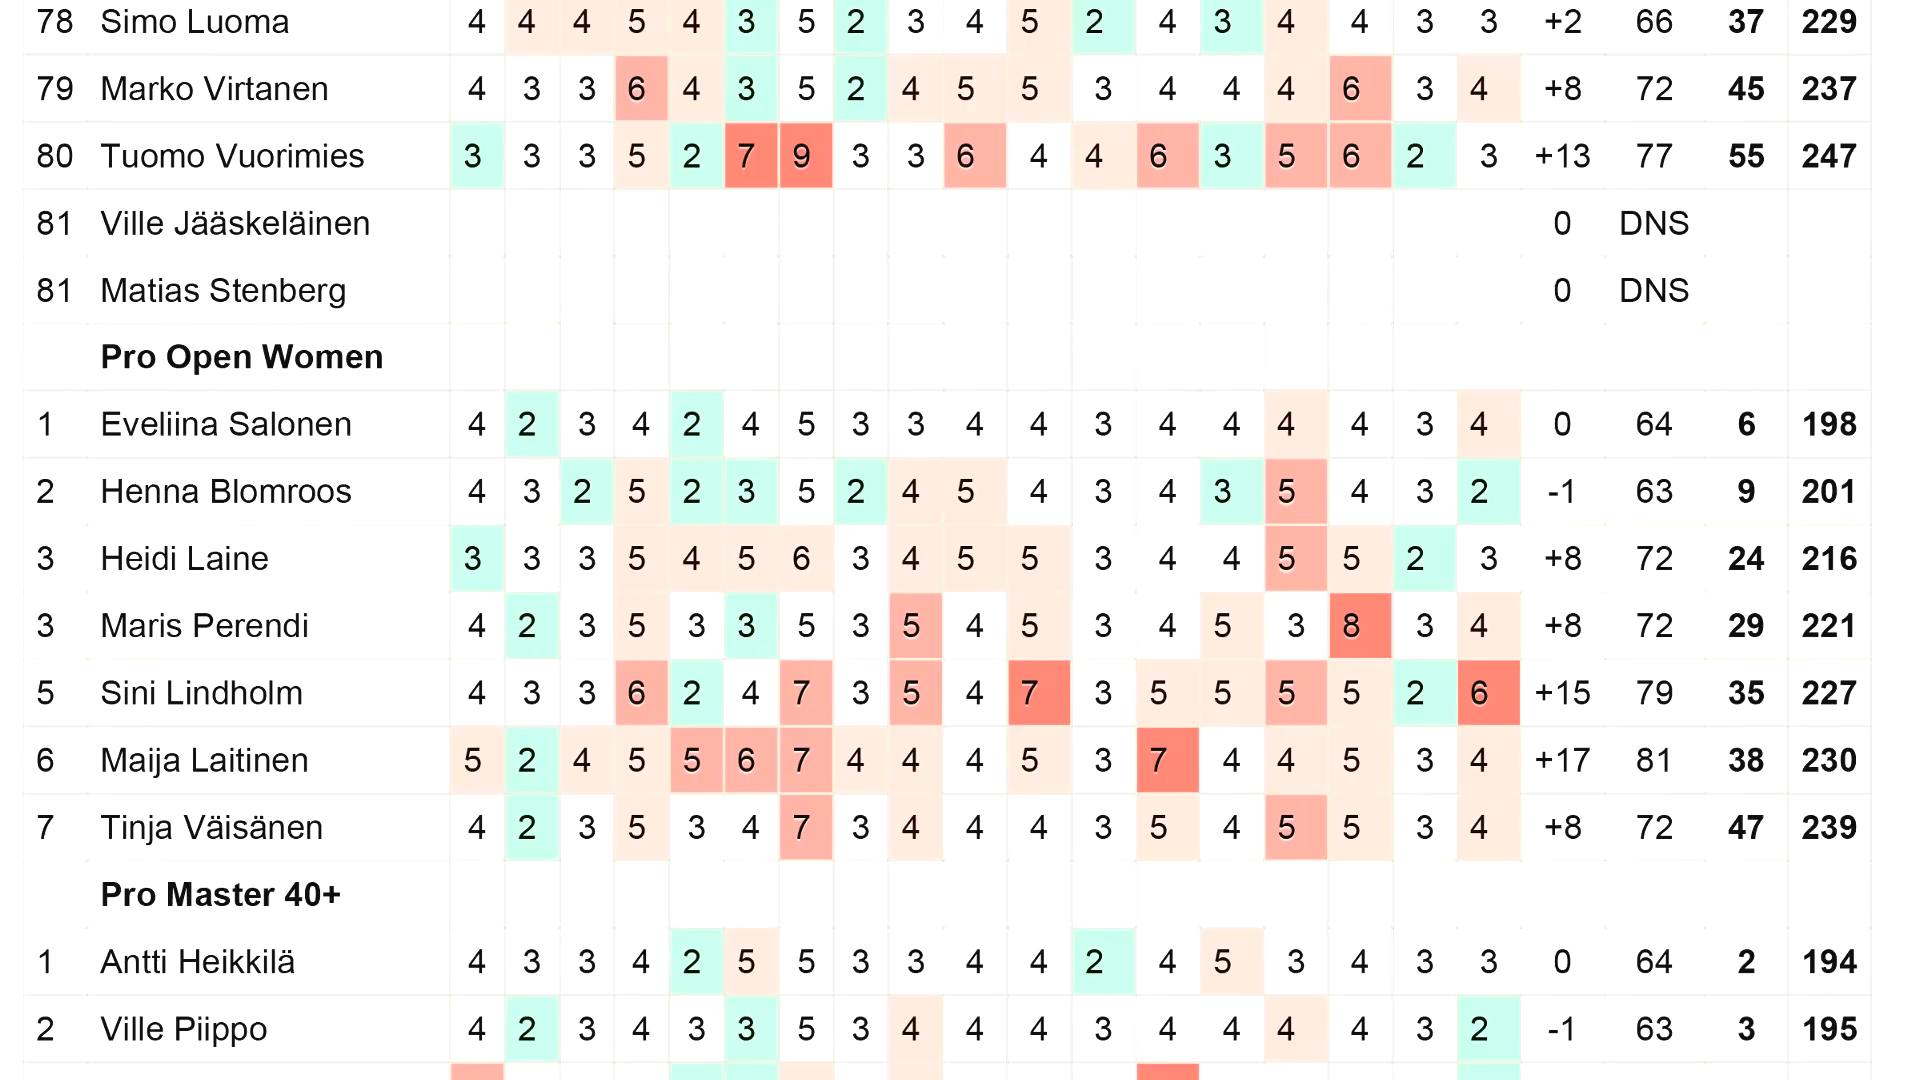 78 Simo Luoma 4 4 4 5 4 3 5 2 3 4 5 2 4 3 4 4 3 3 +2 66 37 229
79 Marko Virtanen 4 3 3 6 4 3 5 2 4 5 5 3 4 4 4 6 3 4 +8 72 45 237
80 Tuomo Vuorimies 3 3 3 5 2 7 9 3 3 6 4 4 6 3 5 6 2 3 +13 77 55 247
81 Ville Jääskeläinen 0 DNS
81 Matias Stenberg 0 DNS
Pro Open Women
1 Eveliina Salonen 4 2 3 4 2 4 5 3 3 4 4 3 4 4 4 4 3 4 0 64 6 198
2 Henna Blomroos 4 3 2 5 2 3 5 2 4 5 4 3 4 3 5 4 3 2 -1 63 9 201
3 Heidi Laine 3 3 3 5 4 5 6 3 4 5 5 3 4 4 5 5 2 3 +8 72 24 216
3 Maris Perendi 4 2 3 5 3 3 5 3 5 4 5 3 4 5 3 8 3 4 +8 72 29 221
5 Sini Lindholm 4 3 3 6 2 4 7 3 5 4 7 3 5 5 5 5 2 6 +15 79 35 227
6 Maija Laitinen 5 2 4 5 5 6 7 4 4 4 5 3 7 4 4 5 3 4 +17 81 38 230
7 Tinja Väisänen 4 2 3 5 3 4 7 3 4 4 4 3 5 4 5 5 3 4 +8 72 47 239
Pro Master 40+
1 Antti Heikkilä 4 3 3 4 2 5 5 3 3 4 4 2 4 5 3 4 3 3 0 64 2 194
2 Ville Piippo 4 2 3 4 3 3 5 3 4 4 4 3 4 4 4 4 3 2 -1 63 3 195